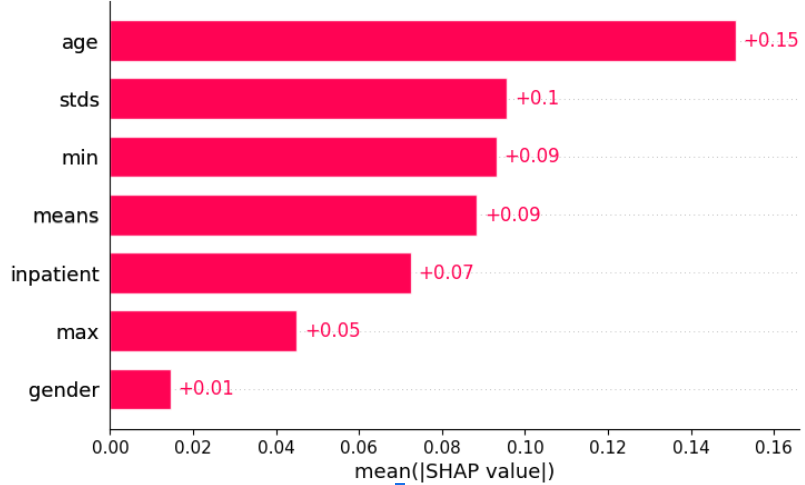 age +0.15
stds +0.1
min +0.09
means +0.09
inpatient +0.07
max +0.05
gender +0.01
0.00 0.02 0.04 0.06 0.08 0.10 0.12 0.14 0.16
mean(|SHAP value|)